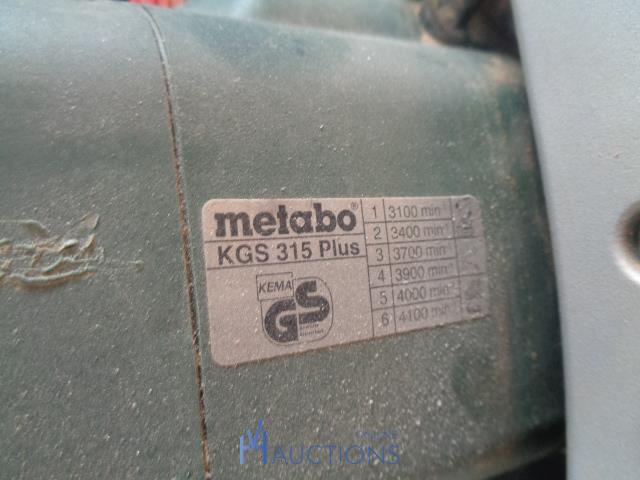 metabo®
KGS 315 Plus
KEMA
GS
1 3100 min⁻¹
2 3400 min⁻¹
3 3700 min⁻¹
4 3900 min⁻¹
5 4000 min⁻¹
6 4100 min⁻¹
AUCTIONS